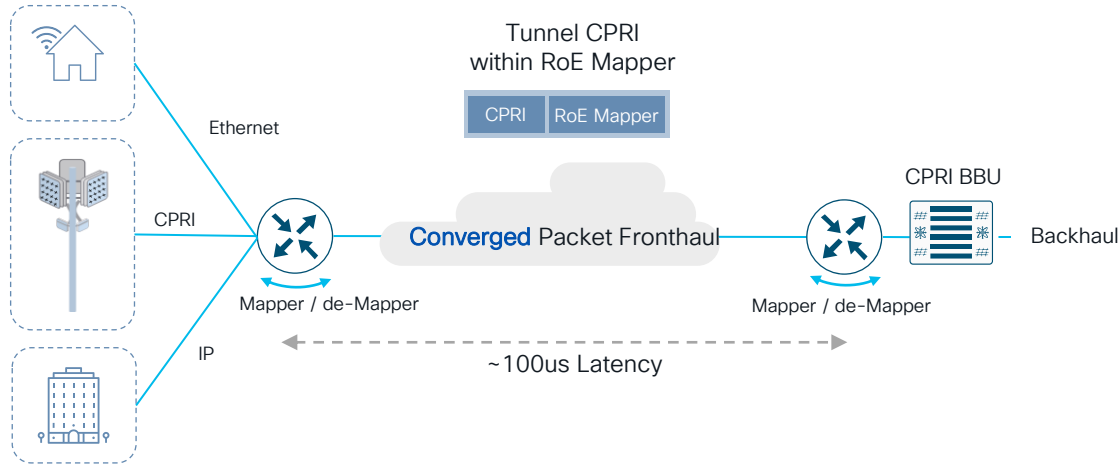 Tunnel CPRI
within RoE Mapper
CPRI RoE Mapper
Ethernet
CPRI
IP
Converged Packet Fronthaul
CPRI BBU
Backhaul
Mapper / de-Mapper
Mapper / de-Mapper
~100us Latency